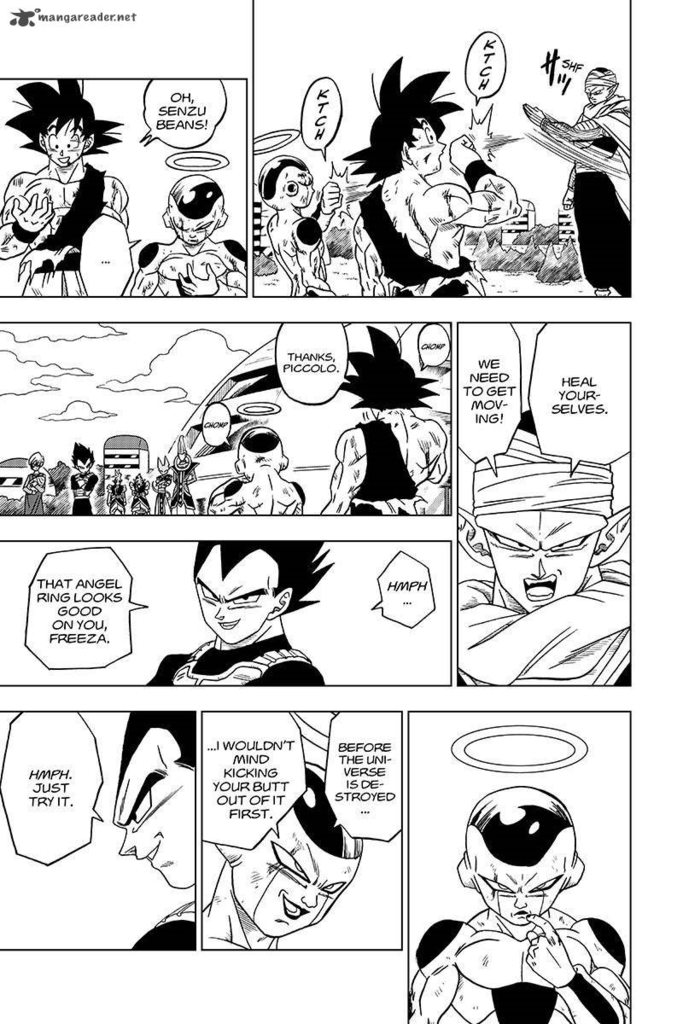 mangareader.net
SHF
KTCH
KTCH
OH,
SENZU
BEANS!
...
HEAL
YOUR-
SELVES.
WE
NEED
TO GET
MOV-
ING!
CHOMP
THANKS,
PICCOLO.
CHOMP
HMPH
...
THAT ANGEL
RING LOOKS
GOOD
ON YOU,
FREEZA.
BEFORE
THE UNI-
VERSE
IS DE-
STROYED
...
...I WOULDN'T
MIND
KICKING
YOUR BUTT
OUT OF IT
FIRST.
HMPH.
JUST
TRY IT.